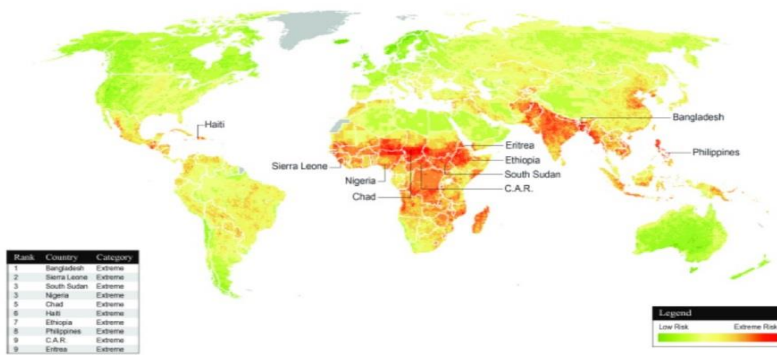 Haiti
Bangladesh
Eritrea
Philippines
Sierra Leone
Ethiopia
Nigeria
South Sudan
Chad
C.A.R.
Rank Country Category
1 Bangladesh Extreme
2 Sierra Leone Extreme
3 South Sudan Extreme
3 Nigeria Extreme
5 Chad Extreme
6 Haiti Extreme
7 Ethiopia Extreme
8 Philippines Extreme
9 C.A.R. Extreme
9 Eritrea Extreme
Legend
Low Risk Extreme Risk